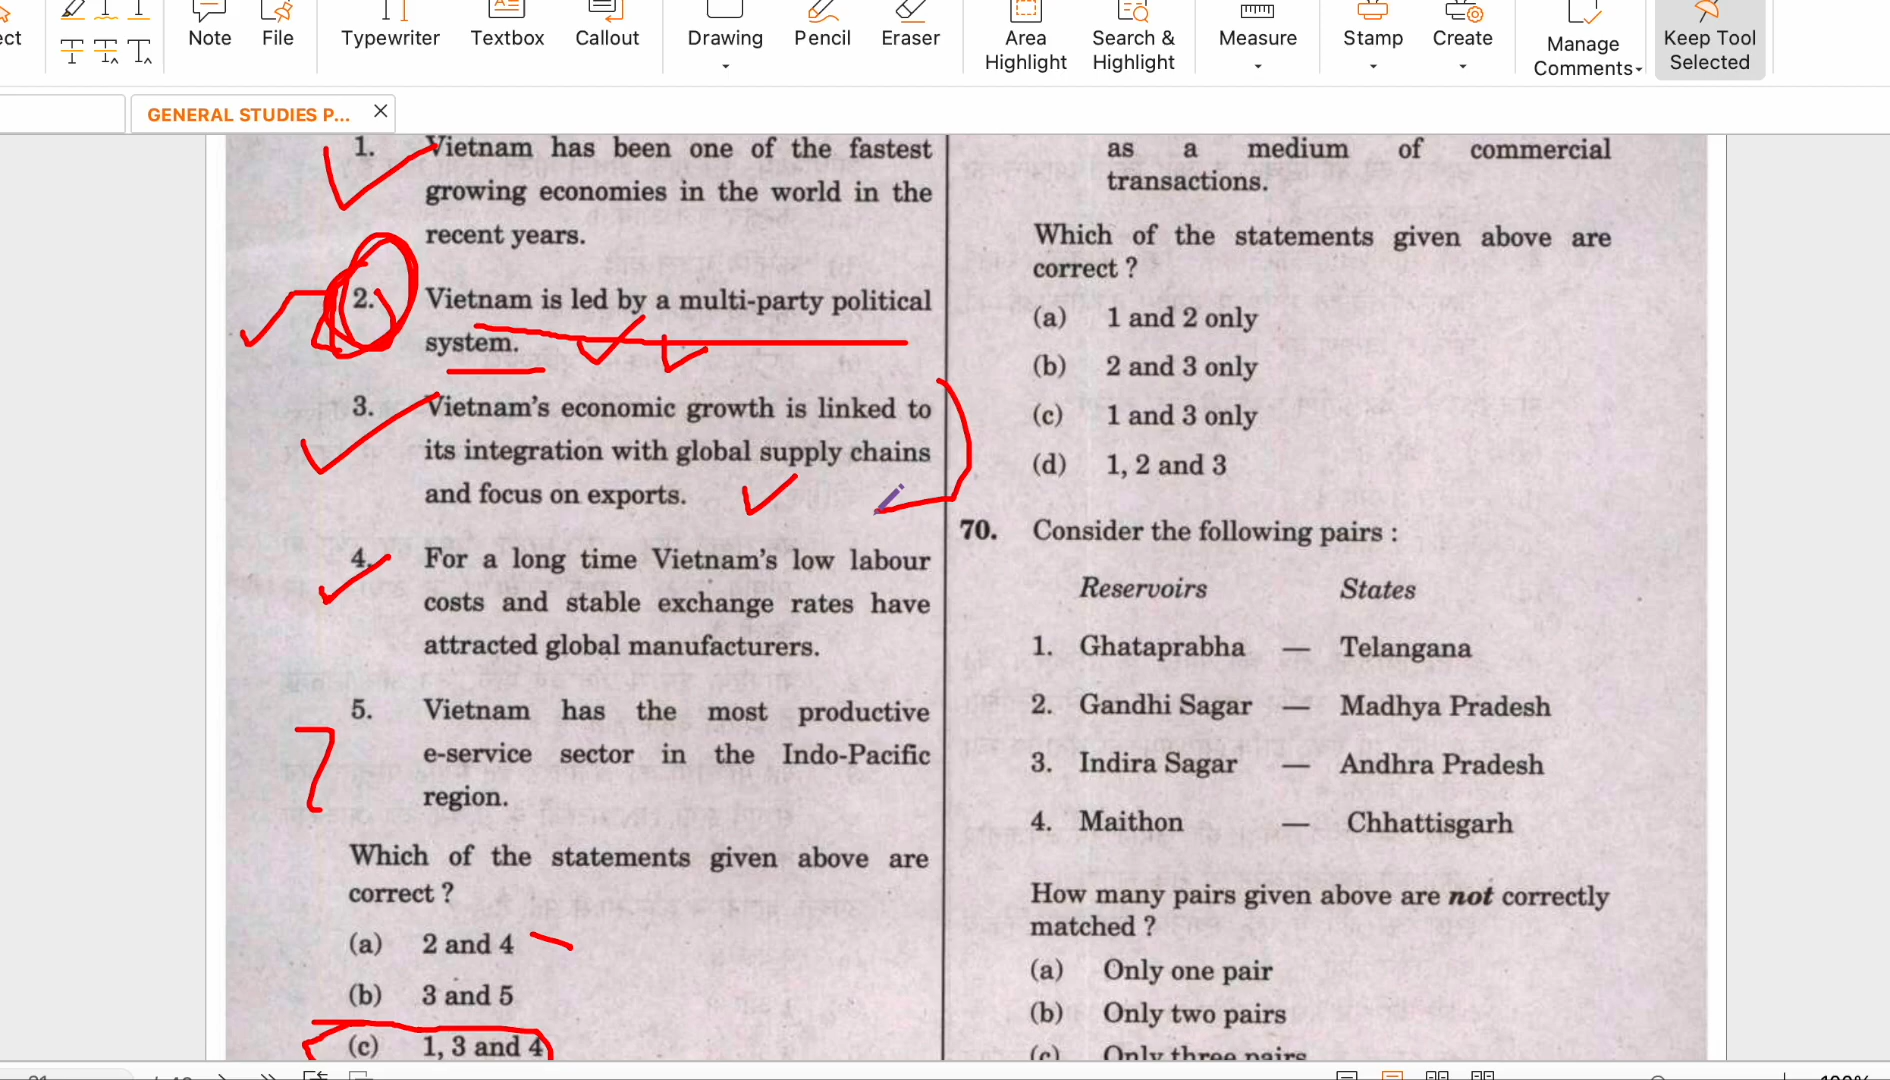 ect
Note
File
Typewriter
Textbox
Callout
Drawing
Pencil
Eraser
Area
Highlight
Search &
Highlight
Measure
Stamp
Create
Manage
Comments
Keep Tool
Selected
GENERAL STUDIES P...
1. Vietnam has been one of the fastest
growing economies in the world in the
recent years.
2. Vietnam is led by a multi-party political
system.
3. Vietnam's economic growth is linked to
its integration with global supply chains
and focus on exports.
4. For a long time Vietnam's low labour
costs and stable exchange rates have
attracted global manufacturers.
5. Vietnam has the most productive
e-service sector in the Indo-Pacific
region.
Which of the statements given above are
correct ?
(a) 2 and 4
(b) 3 and 5
(c) 1, 3 and 4
as a medium of commercial
transactions.
Which of the statements given above are
correct ?
(a) 1 and 2 only
(b) 2 and 3 only
(c) 1 and 3 only
(d) 1, 2 and 3
70. Consider the following pairs :
Reservoirs States
1. Ghataprabha — Telangana
2. Gandhi Sagar — Madhya Pradesh
3. Indira Sagar — Andhra Pradesh
4. Maithon — Chhattisgarh
How many pairs given above are not correctly
matched ?
(a) Only one pair
(b) Only two pairs
(c) Only three pairs